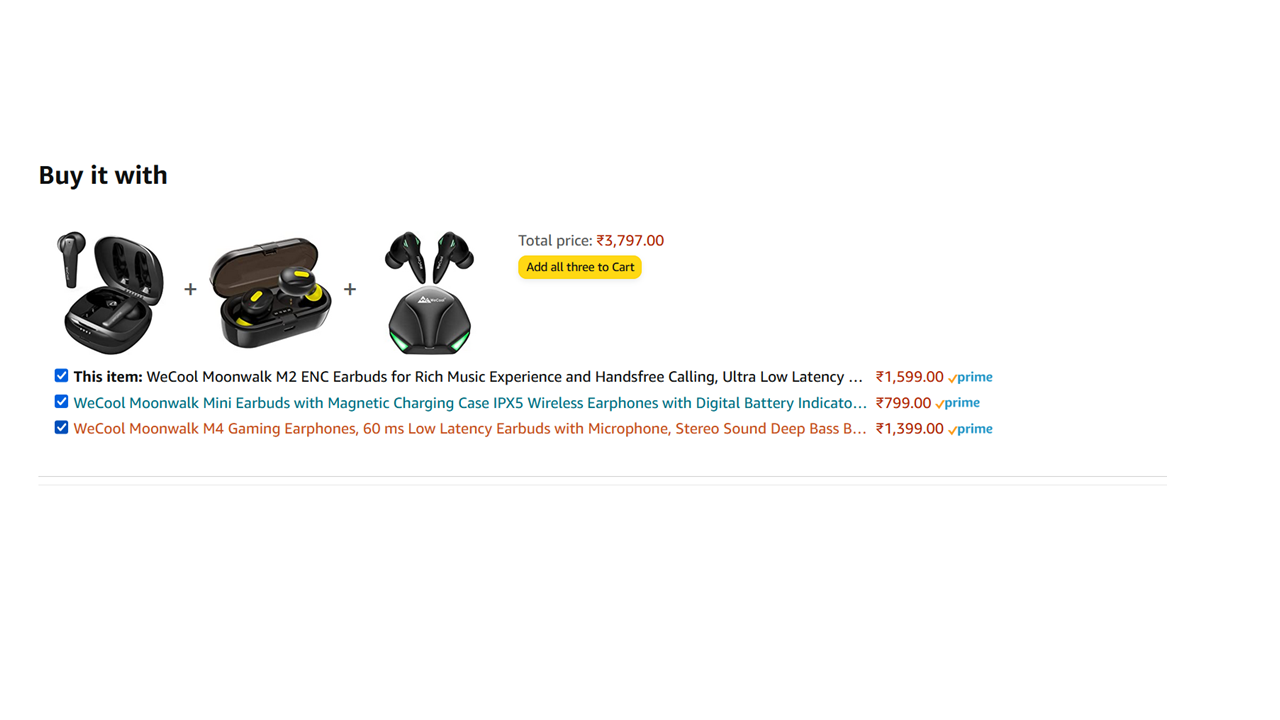 Buy it with
WeCool
Total price: ₹3,797.00
Add all three to Cart
This item: WeCool Moonwalk M2 ENC Earbuds for Rich Music Experience and Handsfree Calling, Ultra Low Latency … ₹1,599.00 prime
WeCool Moonwalk Mini Earbuds with Magnetic Charging Case IPX5 Wireless Earphones with Digital Battery Indicato… ₹799.00 prime
WeCool Moonwalk M4 Gaming Earphones, 60 ms Low Latency Earbuds with Microphone, Stereo Sound Deep Bass B… ₹1,399.00 prime